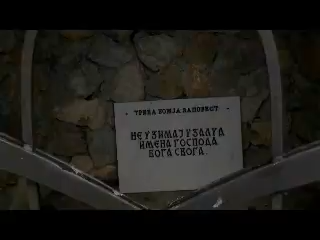 - ТРЕЋА БОЖЈА ЗАПОВЕСТ -
НЕ УЗИМАЈ УЗАЛУД
ИМЕНА ГОСПОДА
БОГА СВОГА.